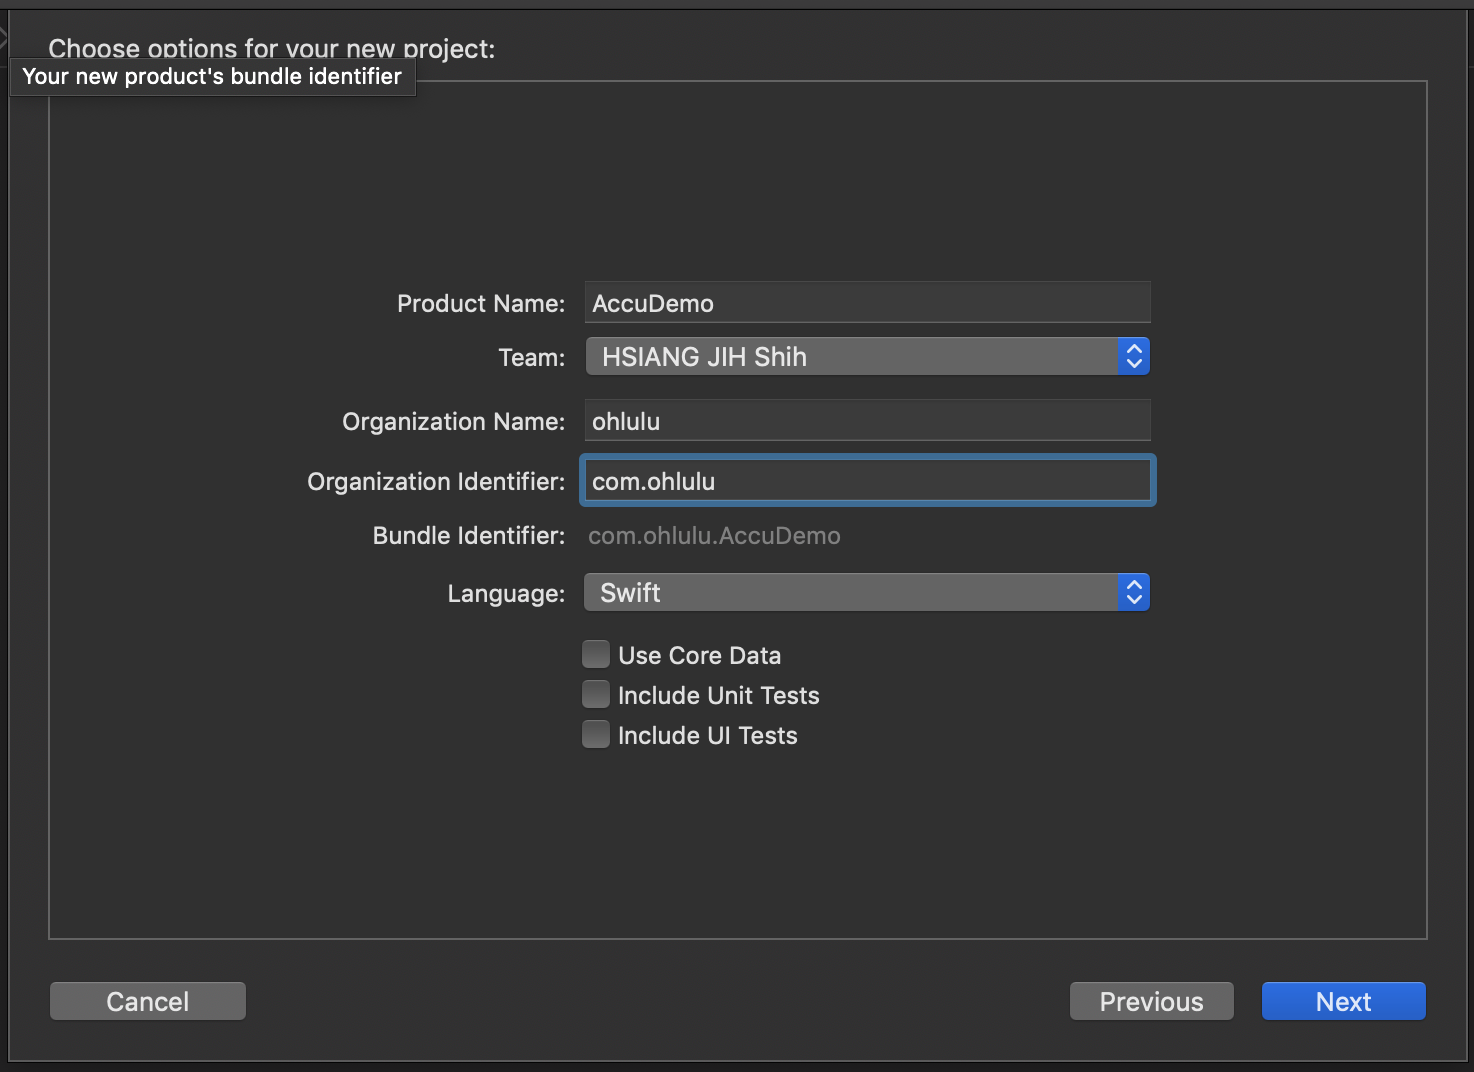 Choose options for your new project:
Your new product's bundle identifier
Product Name: AccuDemo
Team: HSIANG JIH Shih
Organization Name: ohlulu
Organization Identifier: com.ohlulu
Bundle Identifier: com.ohlulu.AccuDemo
Language: Swift
Use Core Data
Include Unit Tests
Include UI Tests
Cancel Previous Next